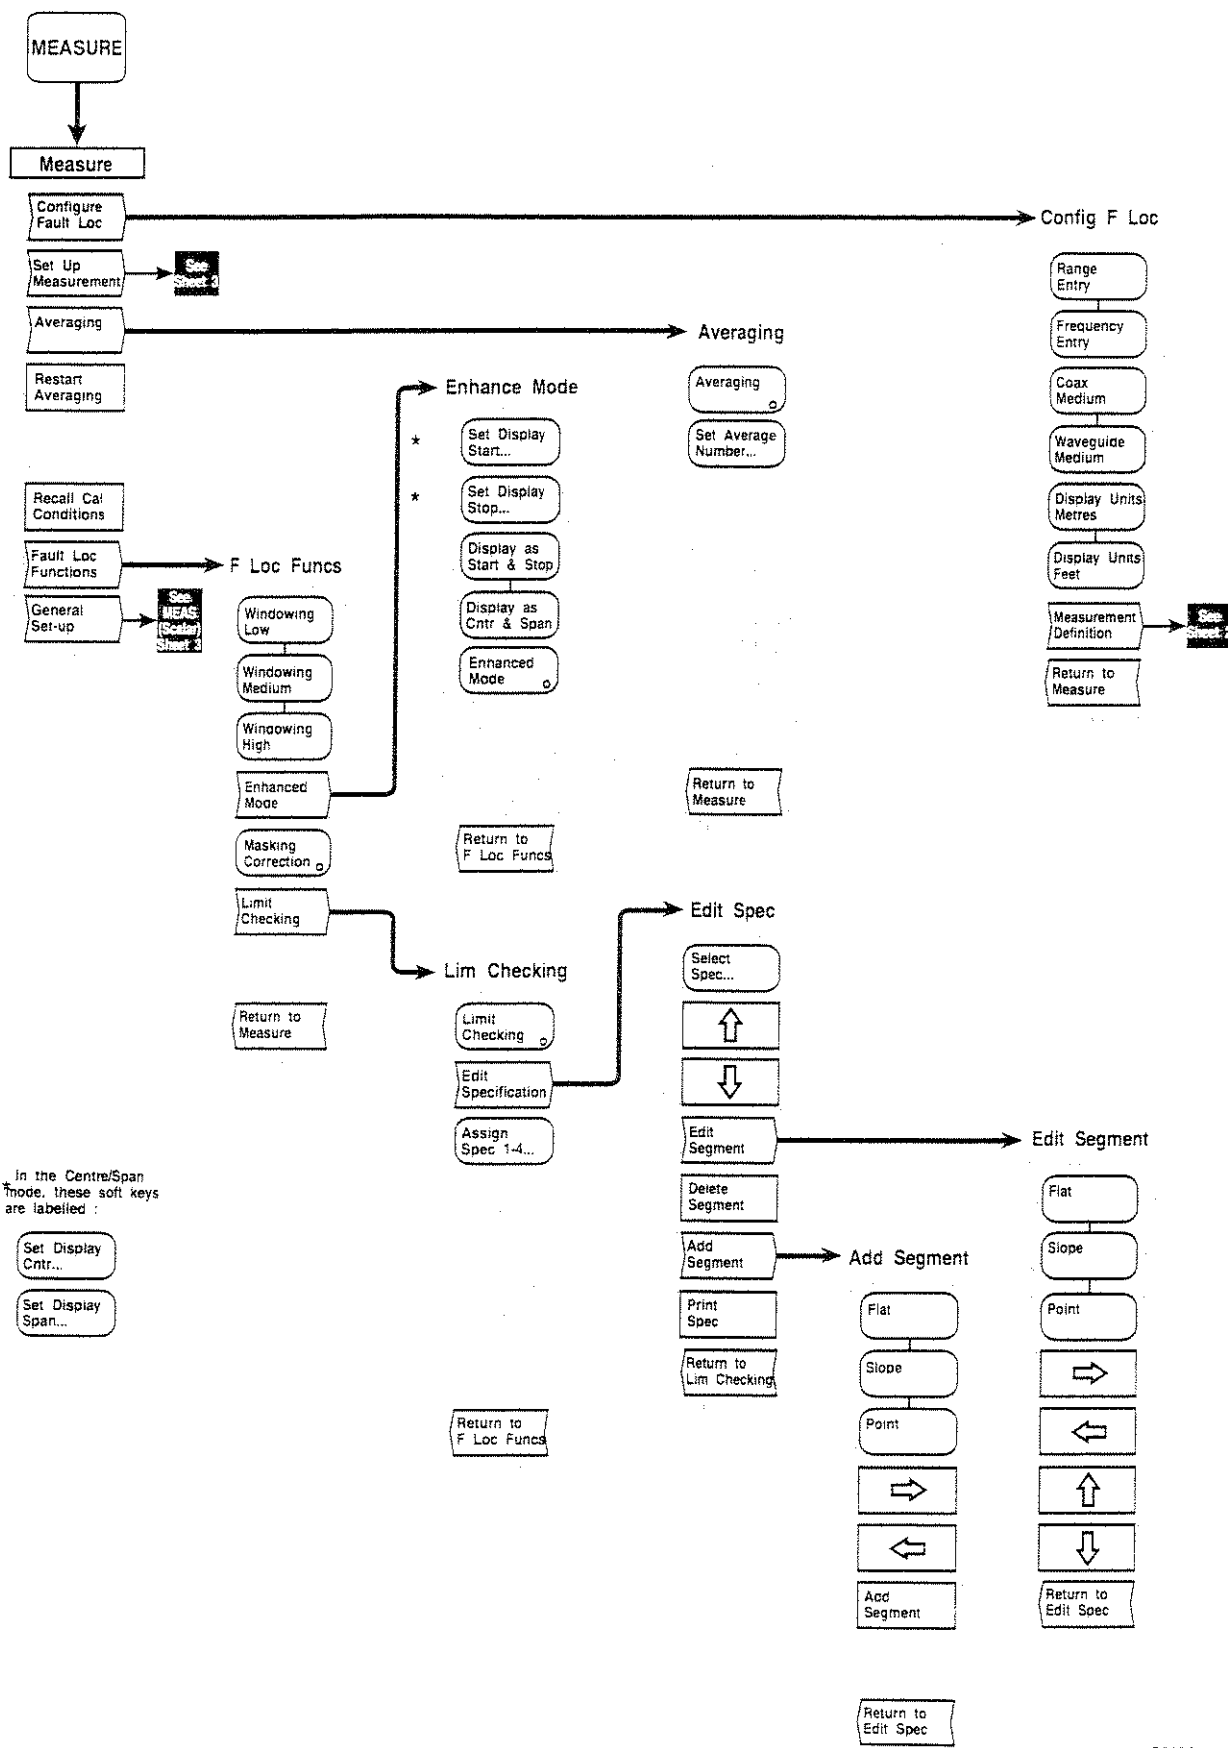 MEASURE
Measure
Configure
Fault Loc
Set Up
Measurement
See
Averaging
Restart
Averaging
Recall Cal
Conditions
Fault Loc
Functions
General
Set-up
See
MEAS
F Loc Funcs
Windowing
Low
Windowing
Medium
Windowing
High
Enhanced
Mode
Masking
Correction
Limit
Checking
Return to
Measure
Enhance Mode
*
Set Display
Start...
*
Set Display
Stop...
Display as
Start & Stop
Display as
Cntr & Span
Enhanced
Mode
Return to
F Loc Funcs
Lim Checking
Limit
Checking
Edit
Specification
Assign
Spec 1-4...
Return to
F Loc Funcs
Averaging
Averaging
Set Average
Number...
Return to
Measure
Edit Spec
Select
Spec...
Edit
Segment
Delete
Segment
Add
Segment
Print
Spec
Return to
Lim Checking
Add Segment
Flat
Slope
Point
Add
Segment
Return to
Edit Spec
Config F Loc
Range
Entry
Frequency
Entry
Coax
Medium
Waveguide
Medium
Display Units
Metres
Display Units
Feet
Measurement
Definition
See
Return to
Measure
Edit Segment
Flat
Slope
Point
Return to
Edit Spec
* In the Centre/Span
mode, these soft keys
are labelled :
Set Display
Cntr...
Set Display
Span...